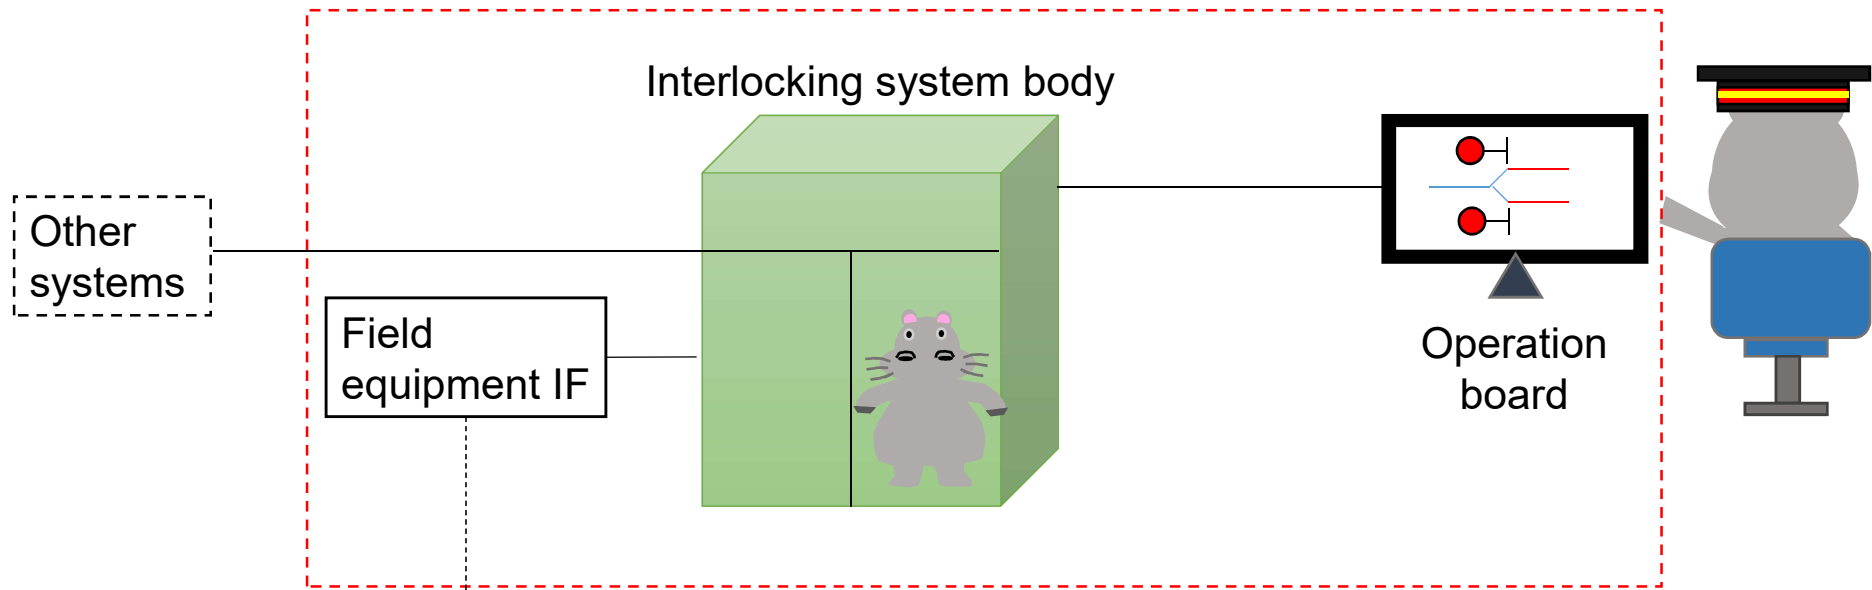 Interlocking system body
Other
systems
Field
equipment IF
Operation
board